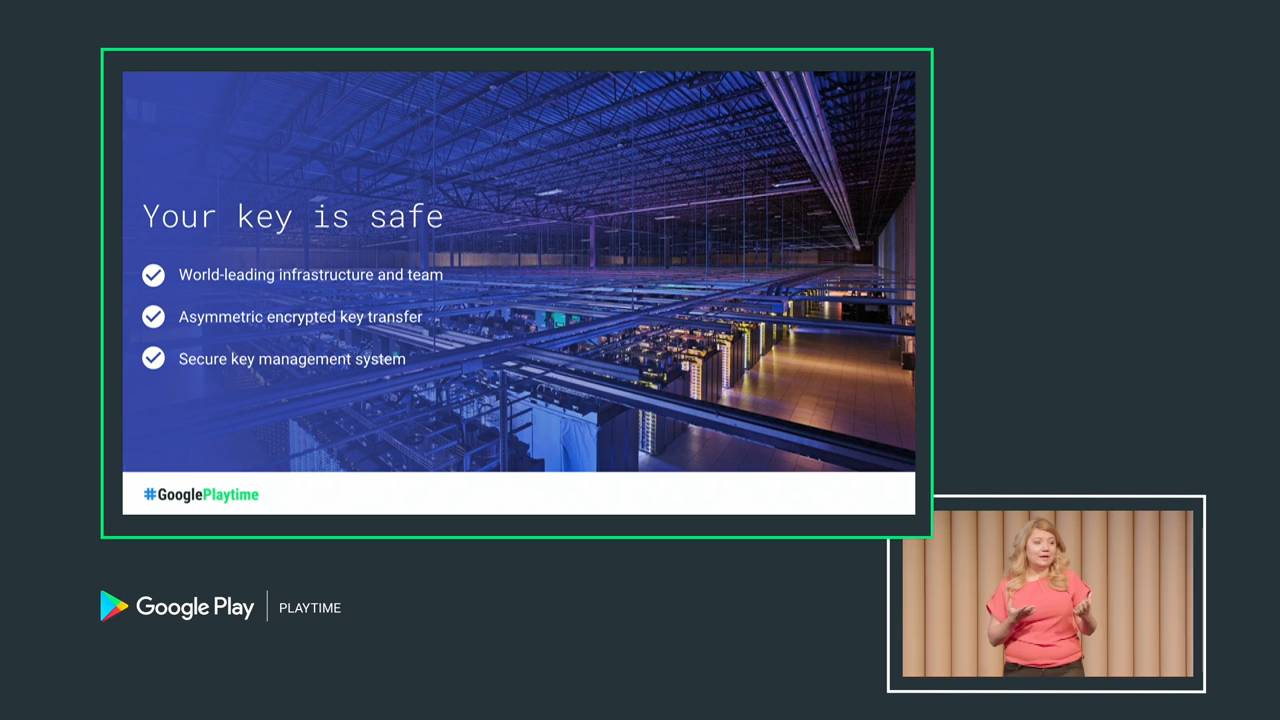 Your key is safe
World-leading infrastructure and team
Asymmetric encrypted key transfer
Secure key management system
#GooglePlaytime
Google Play | PLAYTIME